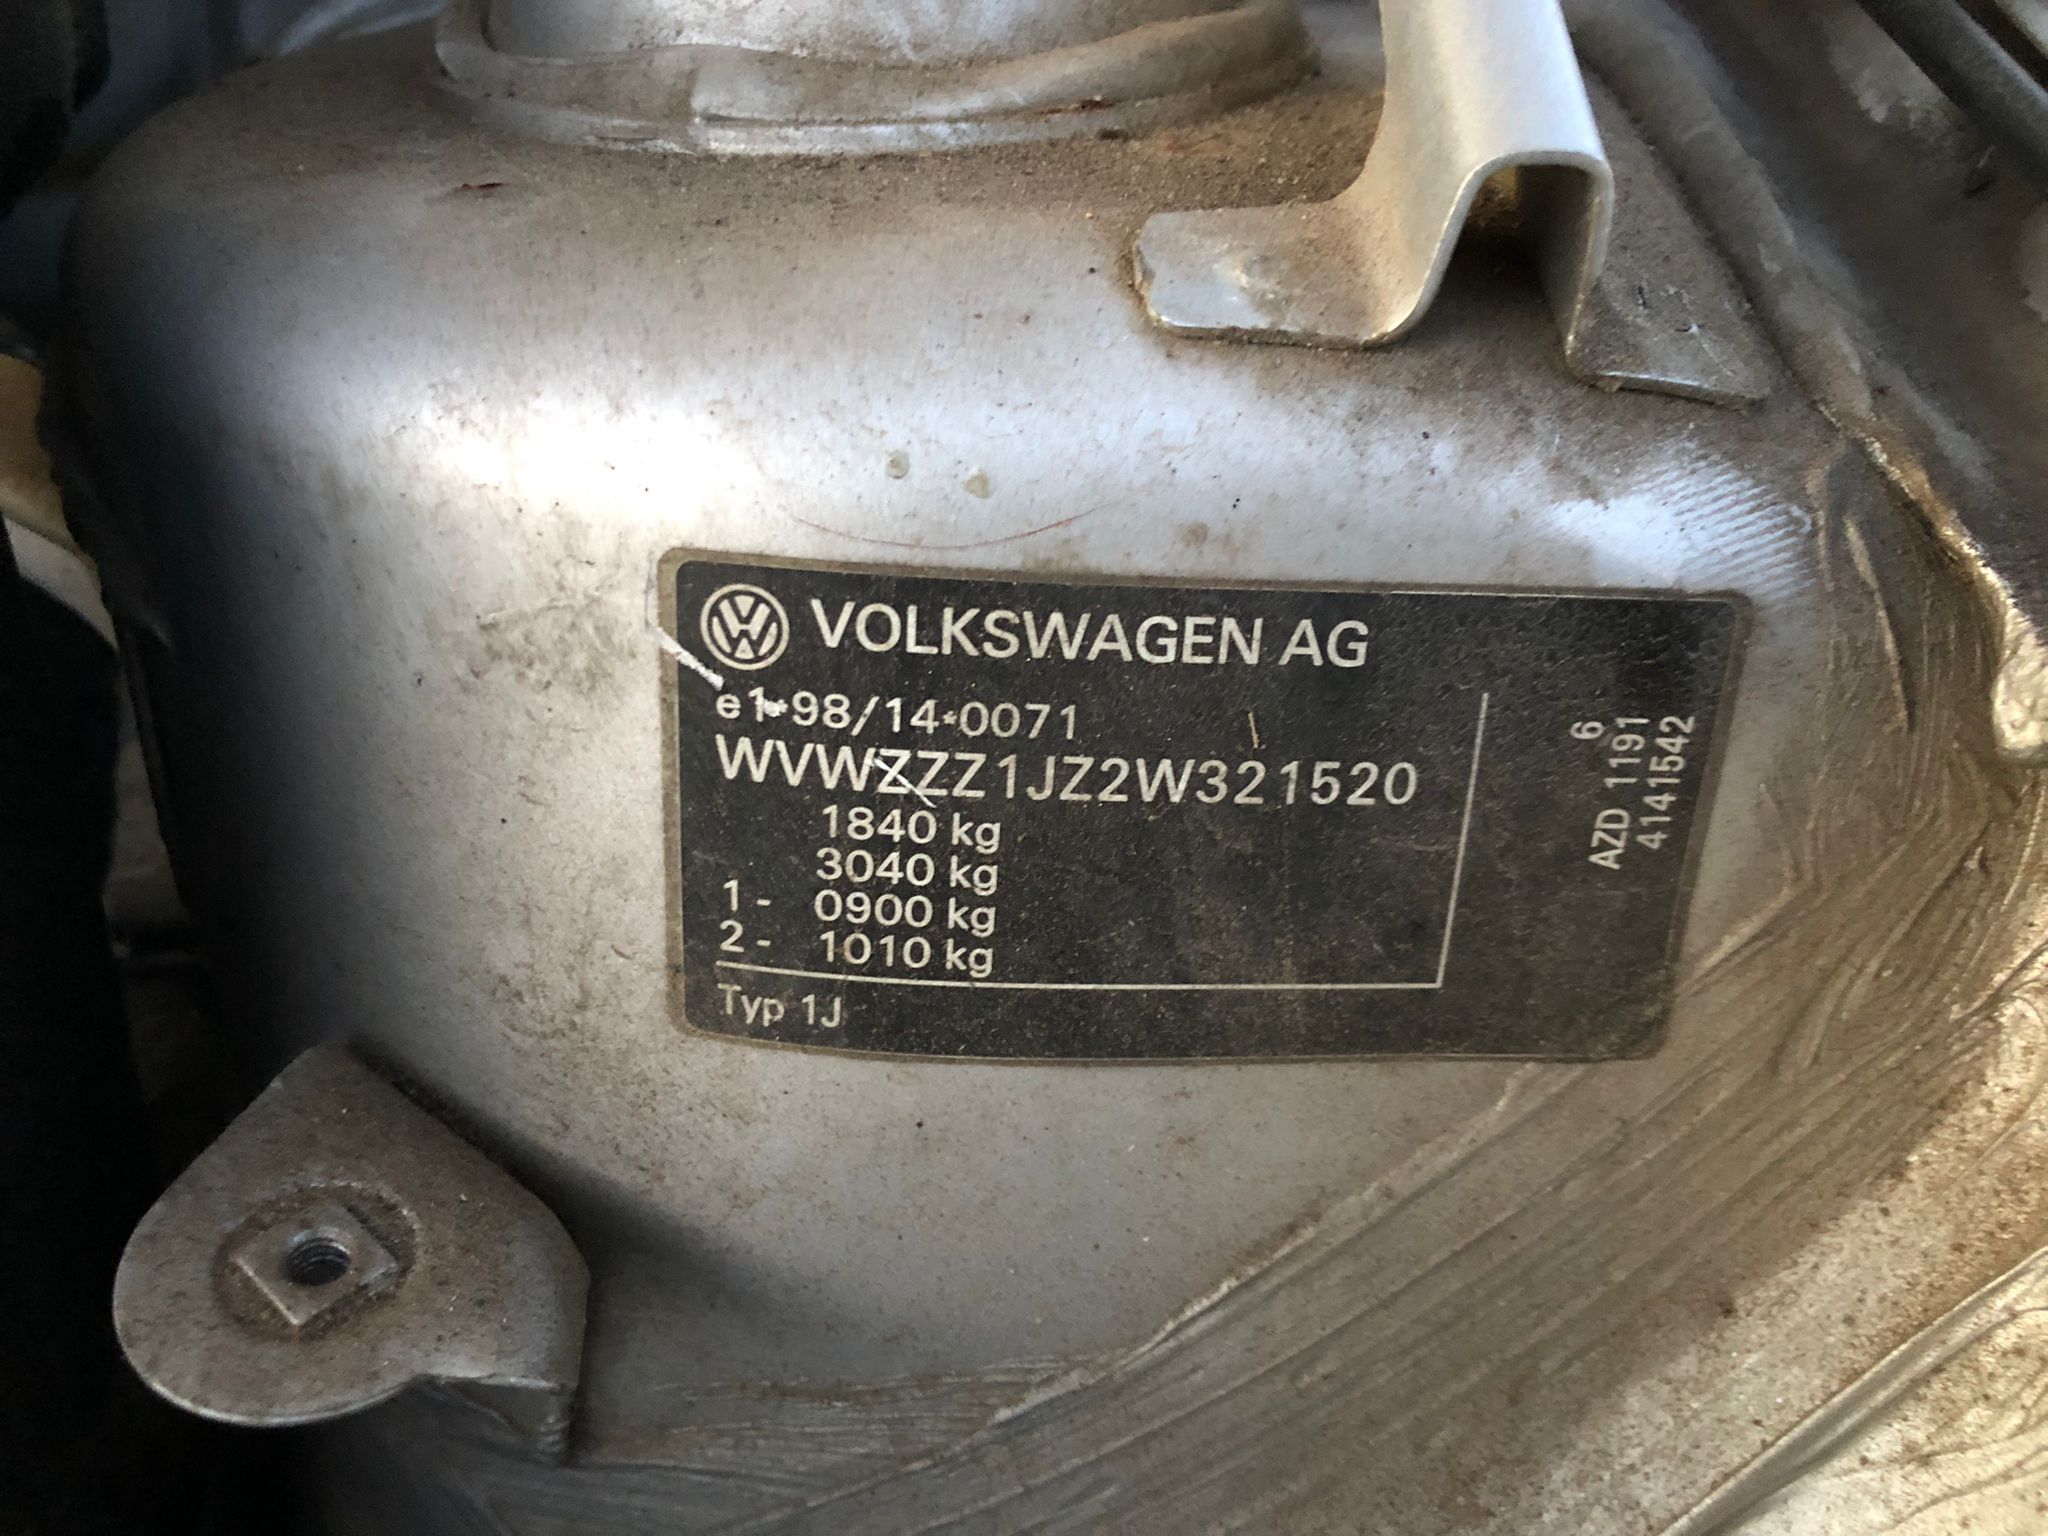 VOLKSWAGEN AG
e1*98/14*0071
WVWZZZ1JZ2W321520
1840 kg
3040 kg
1 - 0900 kg
2 - 1010 kg
Typ 1J
6
AZD 1191
4141542